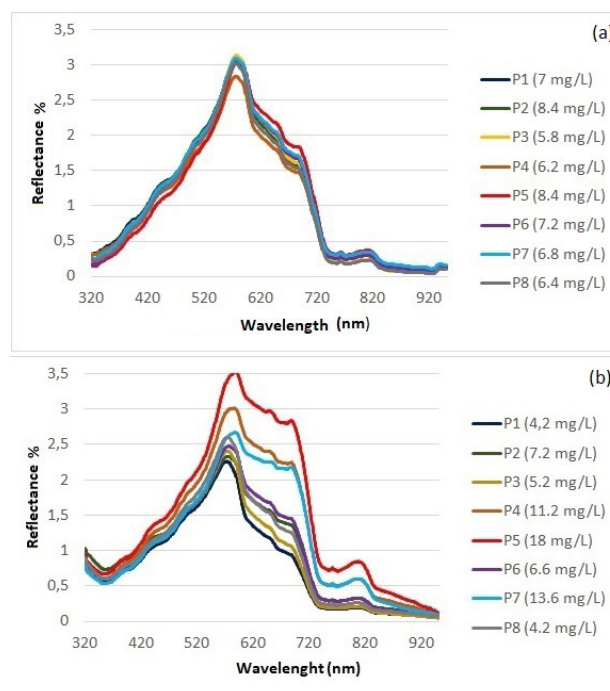 (a)
3,5
3
2,5
2
1,5
1
0,5
0
Reflectance %
320 420 520 620 720 820 920
Wavelength (nm)
P1 (7 mg/L)
P2 (8.4 mg/L)
P3 (5.8 mg/L)
P4 (6.2 mg/L)
P5 (8.4 mg/L)
P6 (7.2 mg/L)
P7 (6.8 mg/L)
P8 (6.4 mg/L)
(b)
3,5
3
2,5
2
1,5
1
0,5
0
Reflectance %
320 420 520 620 720 820 920
Wavelenght (nm)
P1 (4,2 mg/L)
P2 (7.2 mg/L)
P3 (5.2 mg/L)
P4 (11.2 mg/L)
P5 (18 mg/L)
P6 (6.6 mg/L)
P7 (13.6 mg/L)
P8 (4.2 mg/L)